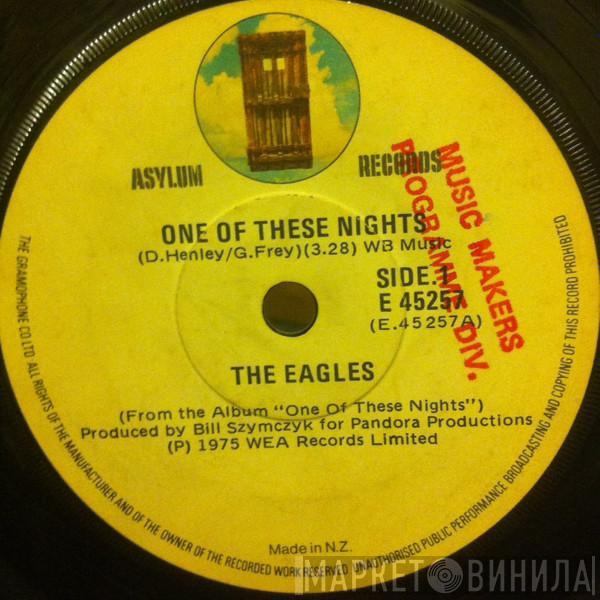 ASYLUM RECORDS
ONE OF THESE NIGHTS
(D.Henley/G.Frey)(3.28) WB Music
SIDE.1
E 45257
(E.45257A)
MUSIC MAKERS
PROGRAMME DIV.
THE EAGLES
(From the Album "One Of These Nights")
Produced by Bill Szymczyk for Pandora Productions
(P) 1975 WEA Records Limited
Made in N.Z.
THE GRAMOPHONE CO LTD. ALL RIGHTS OF THE MANUFACTURER AND OF THE OWNER OF THE RECORDED WORK RESERVED. UNAUTHORISED PUBLIC PERFORMANCE BROADCASTING AND COPYING OF THIS RECORD PROHIBITED
МАРКЕТ ВИНИЛА